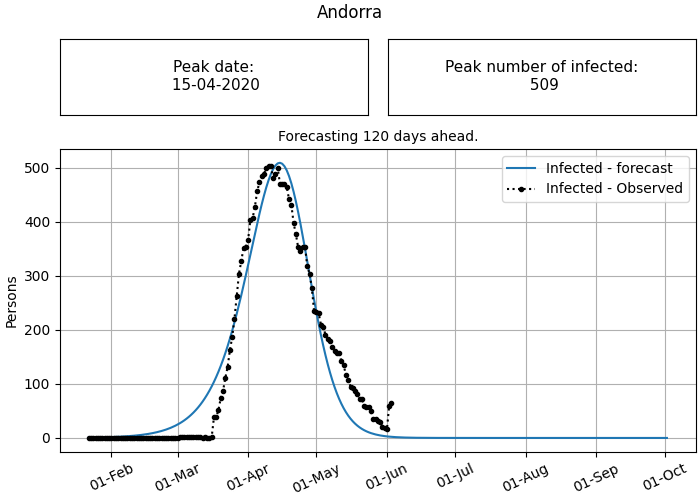 Andorra
Peak date:
15-04-2020
Peak number of infected:
509
Forecasting 120 days ahead.
Infected - forecast
Infected - Observed
500
400
300
200
100
0
Persons
01-Feb
01-Mar
01-Apr
01-May
01-Jun
01-Jul
01-Aug
01-Sep
01-Oct